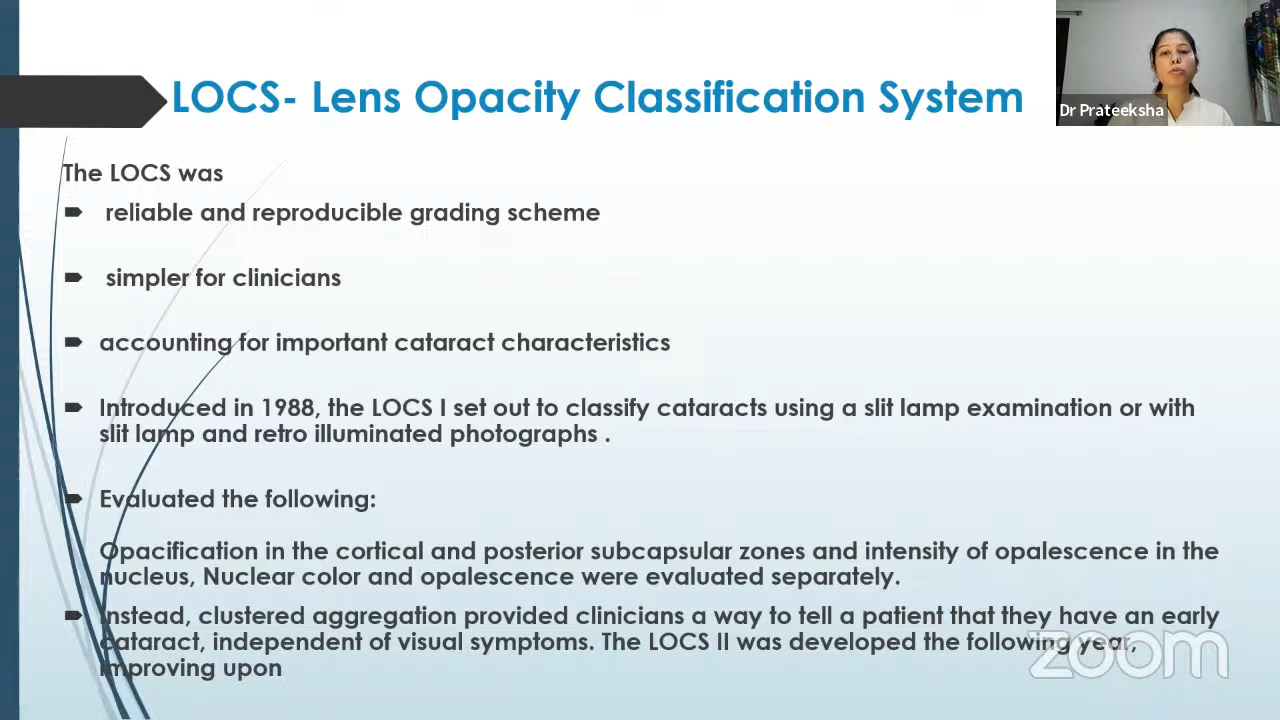 LOCS- Lens Opacity Classification System
Dr Prateeksha
The LOCS was
reliable and reproducible grading scheme
simpler for clinicians
accounting for important cataract characteristics
Introduced in 1988, the LOCS I set out to classify cataracts using a slit lamp examination or with
slit lamp and retro illuminated photographs .
Evaluated the following:
Opacification in the cortical and posterior subcapsular zones and intensity of opalescence in the
nucleus, Nuclear color and opalescence were evaluated separately.
Instead, clustered aggregation provided clinicians a way to tell a patient that they have an early
cataract, independent of visual symptoms. The LOCS II was developed the following year,
improving upon
zoom